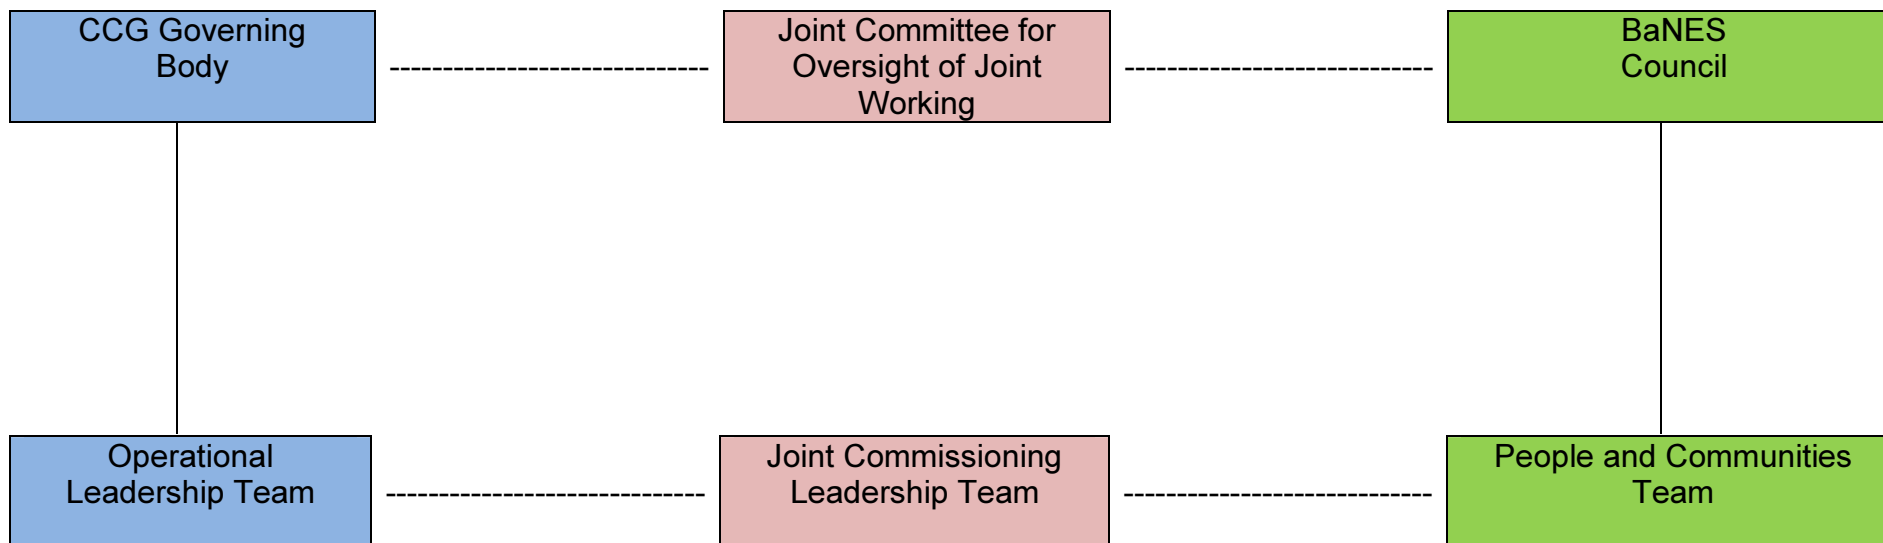 CCG Governing
Body
Joint Committee for
Oversight of Joint
Working
BaNES
Council
Operational
Leadership Team
Joint Commissioning
Leadership Team
People and Communities
Team